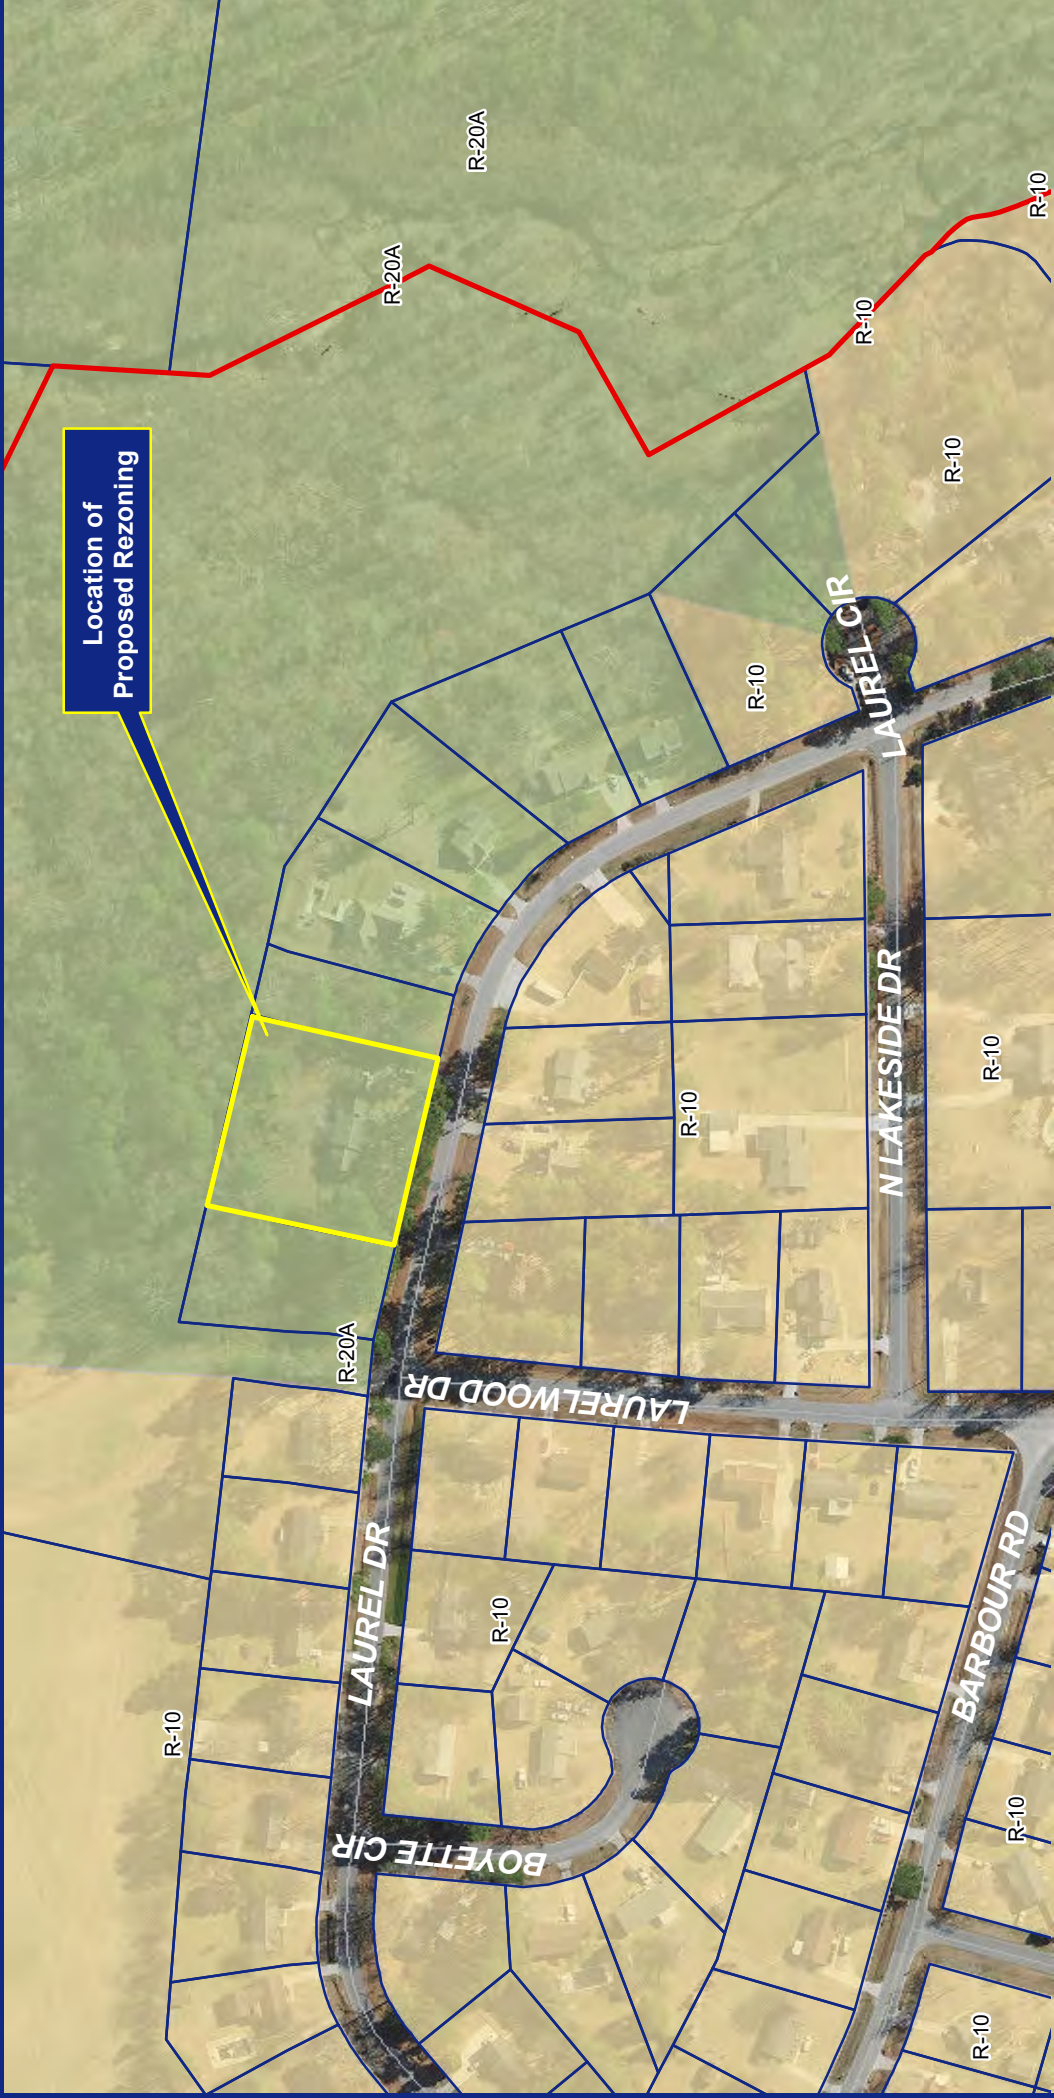 Location of
Proposed Rezoning
R-20A
R-20A
R-10
R-10
R-10
R-10
LAUREL CIR
N LAKESIDE DR
R-10
R-10
R-20A
LAURELWOOD DR
LAUREL DR
R-10
R-10
BOYETTE CIR
BARBOUR RD
R-10
R-10